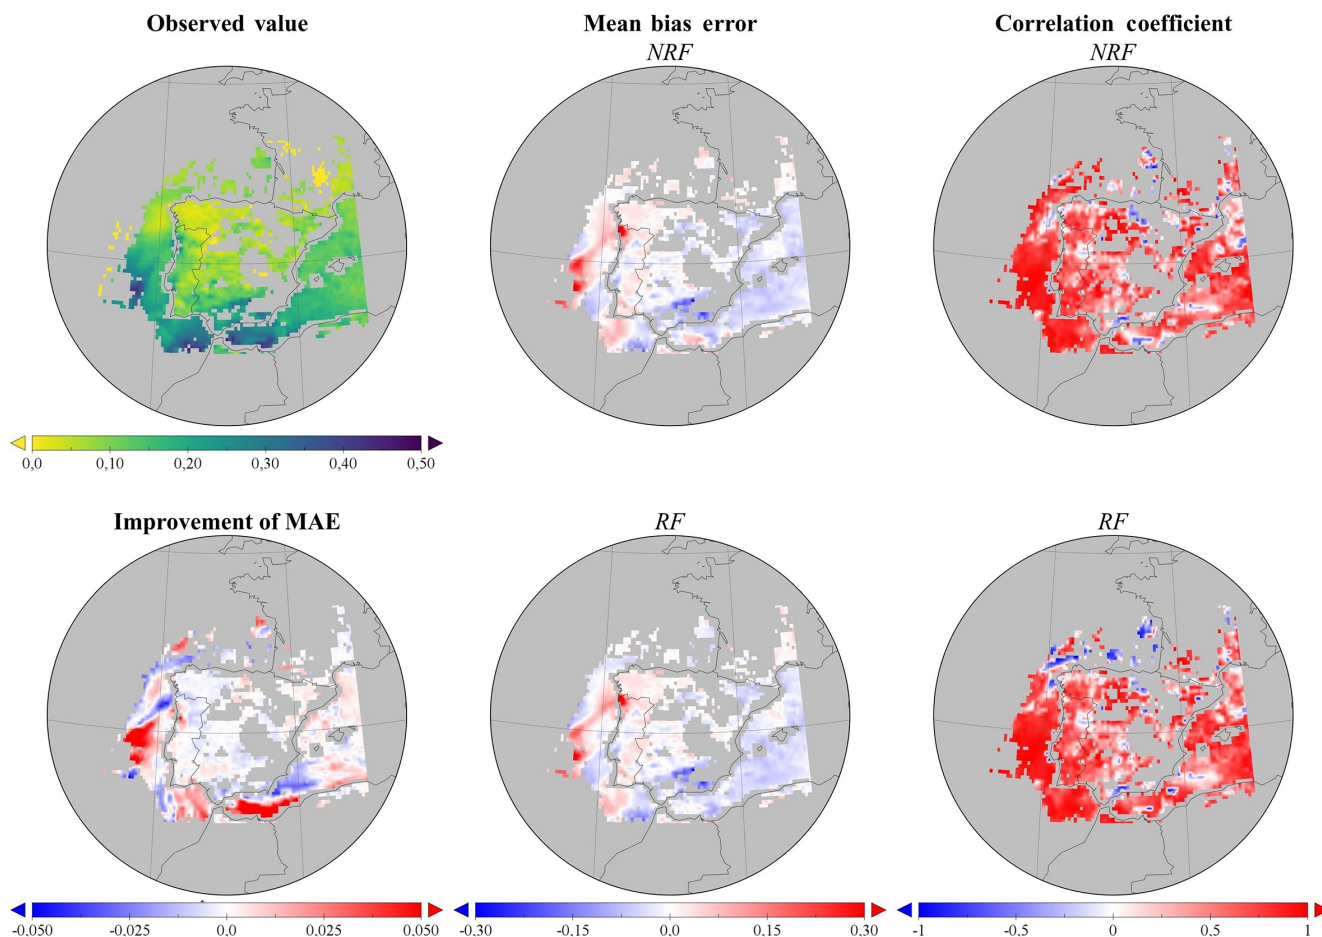 Observed value
Mean bias error
Correlation coefficient
NRF
NRF
0,0 0,10 0,20 0,30 0,40 0,50
Improvement of MAE
RF
RF
-0.050 -0.025 0.0 0.025 0.050
-0.30 -0.15 0.0 0.15 0.30
-1 -0.5 0 0.5 1